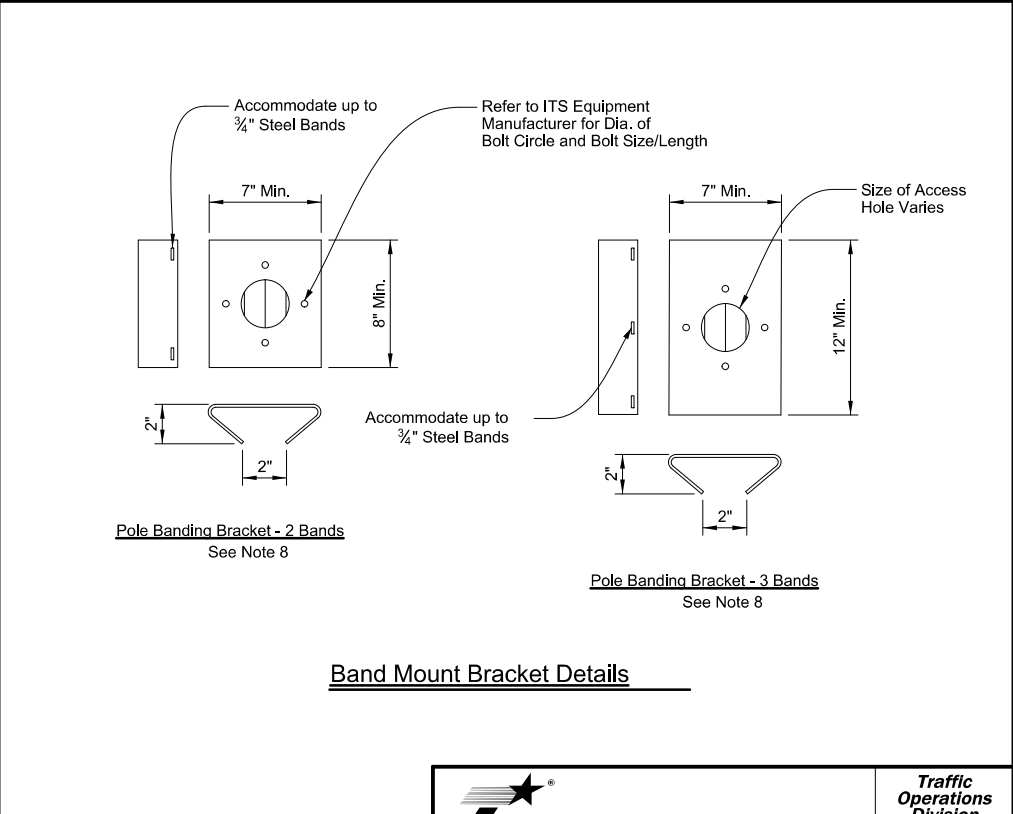 Accommodate up to
¾" Steel Bands
Refer to ITS Equipment
Manufacturer for Dia. of
Bolt Circle and Bolt Size/Length
7" Min.
8" Min.
2"
2"
Pole Banding Bracket - 2 Bands
See Note 8
7" Min.
Size of Access
Hole Varies
12" Min.
Accommodate up to
¾" Steel Bands
2"
2"
Pole Banding Bracket - 3 Bands
See Note 8
Band Mount Bracket Details
®
Traffic
Operations
Division